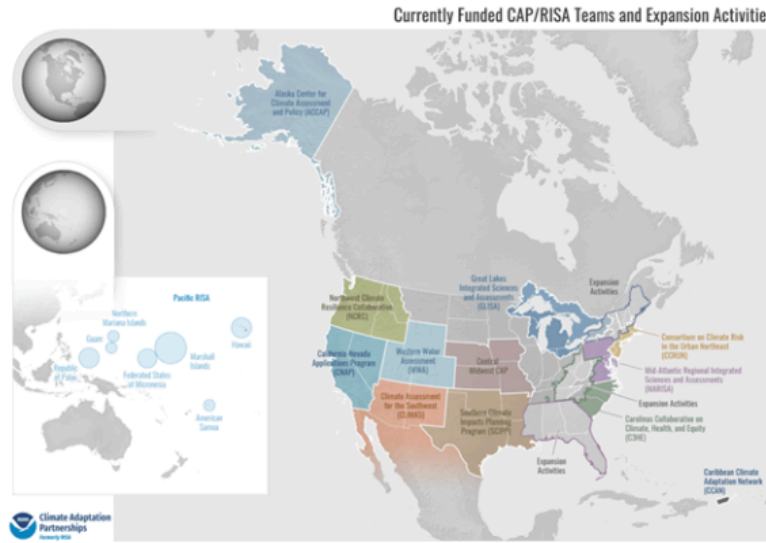 Currently Funded CAP/RISA Teams and Expansion Activitie
Alaska Center for
Climate Assessment
and Policy (ACCAP)
Pacific RISA
Northern
Mariana Islands
Guam
Hawaii
Republic
of Palau
Federated States
of Micronesia
Marshall
Islands
American
Samoa
Northwest Climate
Resilience Collaborative
(NCRC)
Great Lakes
Integrated Sciences
and Assessments
(GLISA)
Expansion
Activities
California-Nevada
Applications Program
(CNAP)
Western Water
Assessment
(WWA)
Central
Midwest CAP
Consortium on Climate Risk
in the Urban Northeast
(CCRUN)
Mid-Atlantic Regional Integrated
Sciences and Assessments
(MARISA)
Climate Assessment
for the Southwest
(CLIMAS)
Southern Climate
Impacts Planning
Program (SCIPP)
Expansion Activities
Carolinas Collaborative on
Climate, Health, and Equity
(C3HE)
Expansion
Activities
Caribbean Climate
Adaptation Network
(CCAN)
Climate Adaptation
Partnerships
Formerly RISA